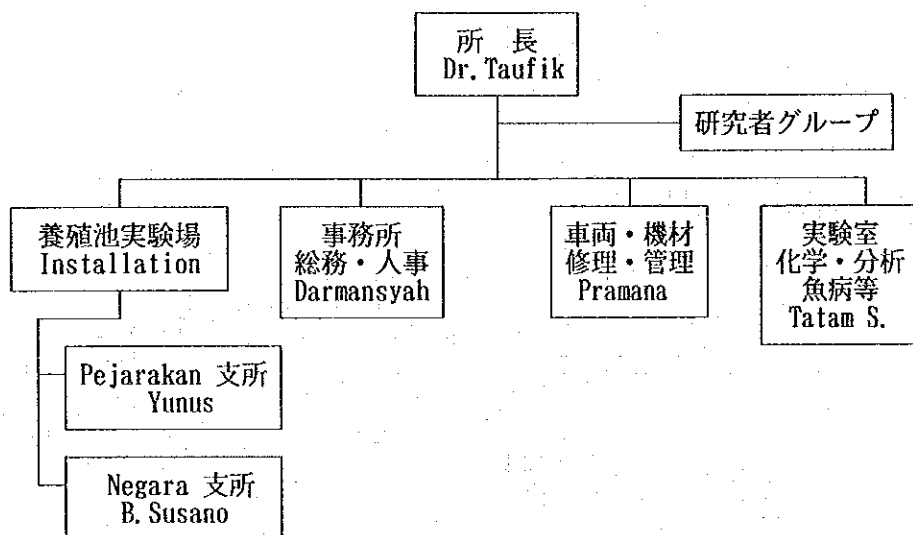 所 長
Dr. Taufik
研究者グループ
養殖池実験場
Installation
事務所
総務・人事
Darmansyah
車両・機材
修理・管理
Pramana
実験室
化学・分析
魚病等
Tatam S.
Pejarakan 支所
Yunus
Negara 支所
B. Susano